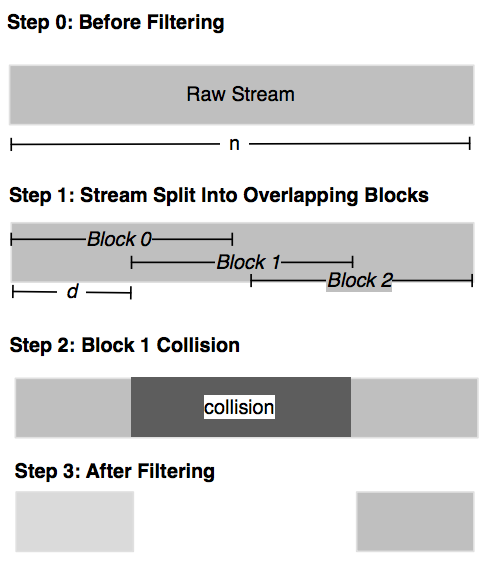 Step 0: Before Filtering
Raw Stream
n
Step 1: Stream Split Into Overlapping Blocks
Block 0
Block 1
Block 2
d
Step 2: Block 1 Collision
collision
Step 3: After Filtering